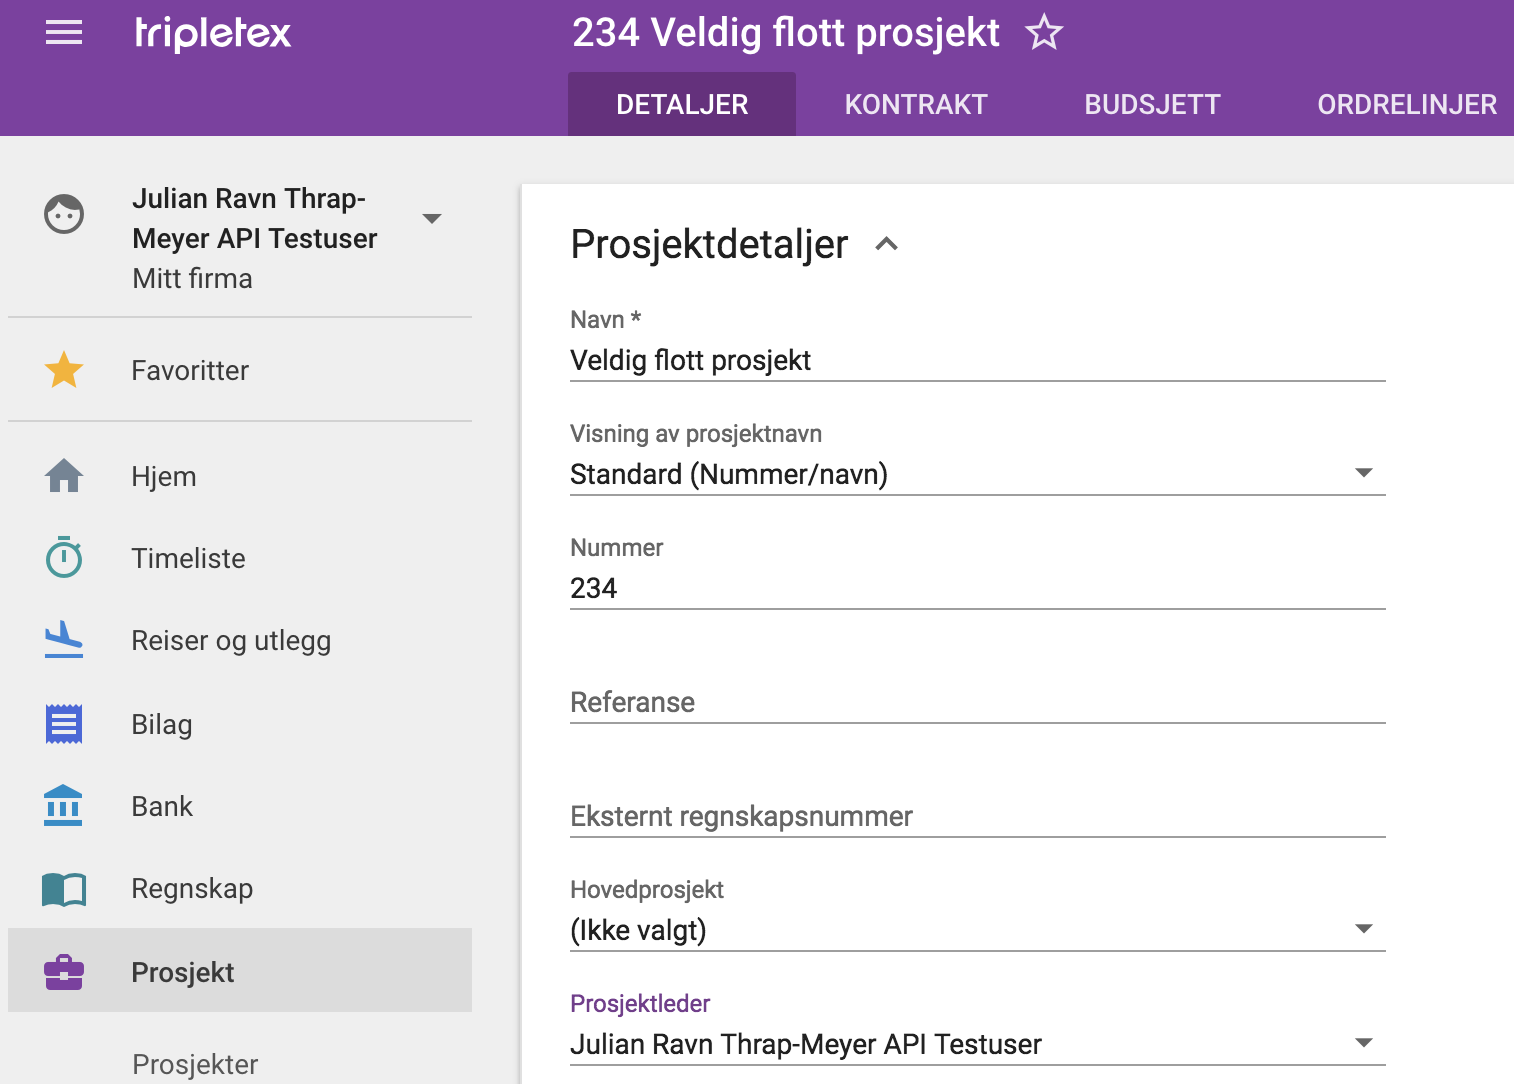 tripletex
234 Veldig flott prosjekt
DETALJER
KONTRAKT
BUDSJETT
ORDRELINJER
Julian Ravn Thrap-
Meyer API Testuser
Mitt firma
Favoritter
Hjem
Timeliste
Reiser og utlegg
Bilag
Bank
Regnskap
Prosjekt
Prosjekter
Prosjektdetaljer
Navn *
Veldig flott prosjekt
Visning av prosjektnavn
Standard (Nummer/navn)
Nummer
234
Referanse
Eksternt regnskapsnummer
Hovedprosjekt
(Ikke valgt)
Prosjektleder
Julian Ravn Thrap-Meyer API Testuser